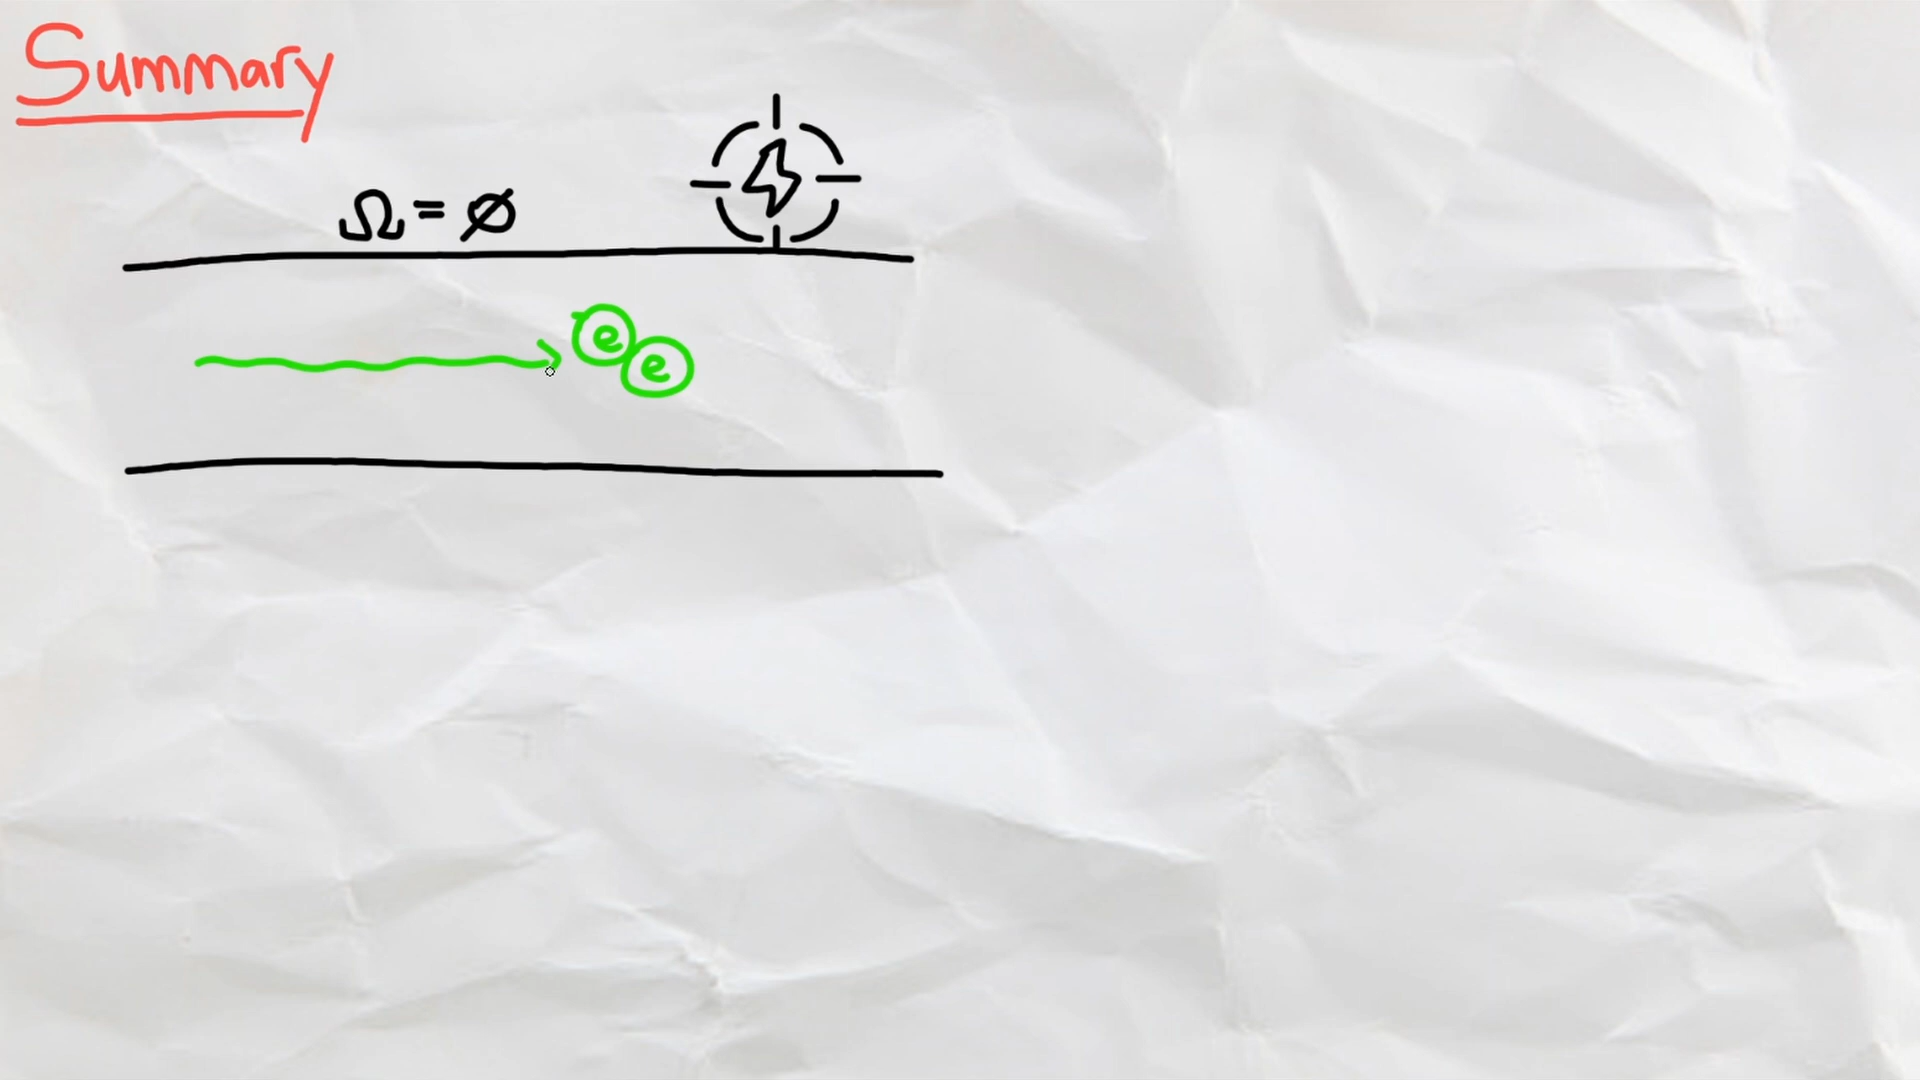 Summary
Ω = Ø
e
e